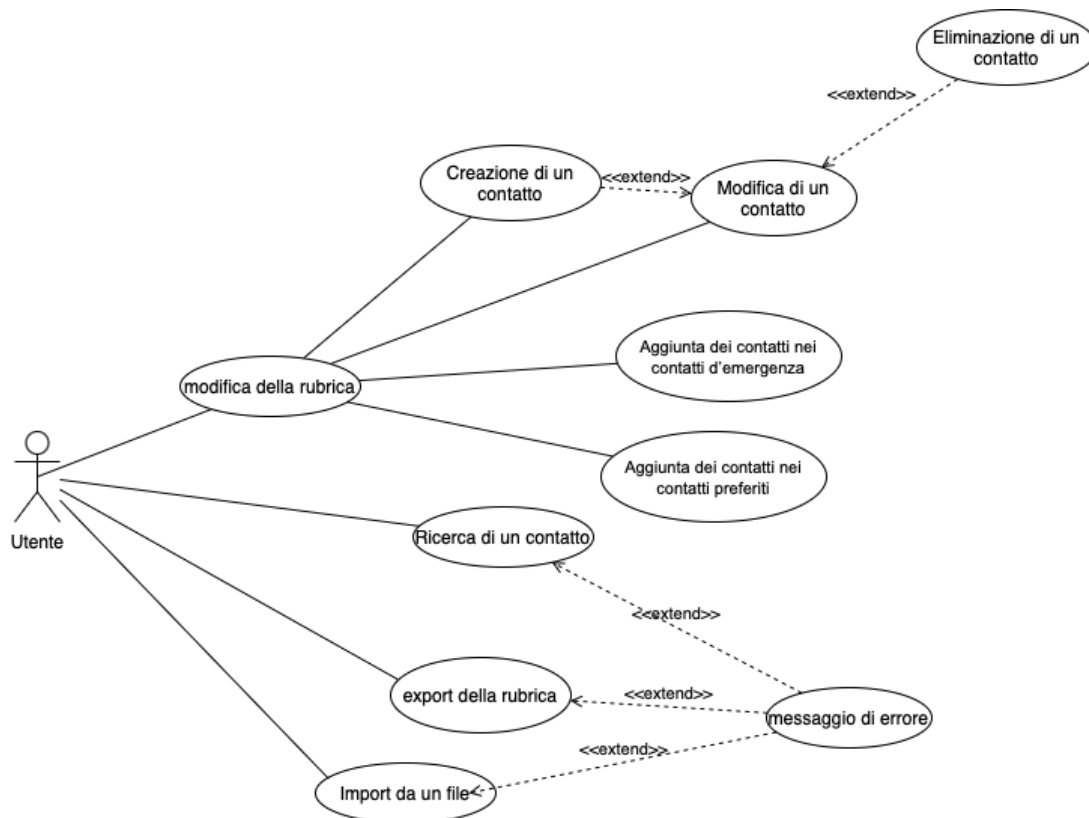 Eliminazione di un
contatto
<<extend>>
Creazione di un
contatto
<<extend>>
Modifica di un
contatto
Aggiunta dei contatti nei
contatti d'emergenza
modifica della rubrica
Aggiunta dei contatti nei
contatti preferiti
Utente
Ricerca di un contatto
<<extend>>
export della rubrica
<<extend>>
messaggio di errore
<<extend>>
Import da un file